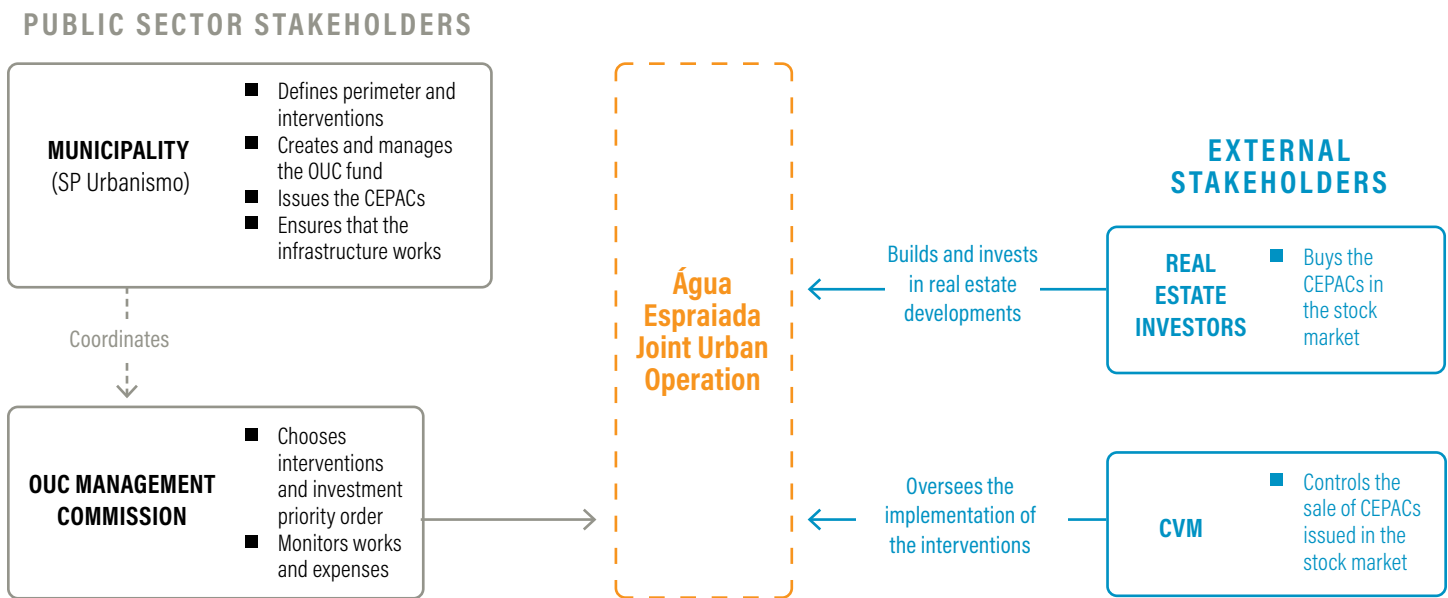 PUBLIC SECTOR STAKEHOLDERS
MUNICIPALITY
(SP Urbanismo)
■ Defines perimeter and
interventions
■ Creates and manages
the OUC fund
■ Issues the CEPACs
■ Ensures that the
infrastructure works
Coordinates
OUC MANAGEMENT
COMMISSION
■ Chooses
interventions
and investment
priority order
■ Monitors works
and expenses
Água
Espraiada
Joint Urban
Operation
EXTERNAL
STAKEHOLDERS
Builds and invests
in real estate
developments
REAL
ESTATE
INVESTORS
■ Buys the
CEPACs in
the stock
market
Oversees the
implementation of
the interventions
CVM
■ Controls the
sale of CEPACs
issued in the
stock market